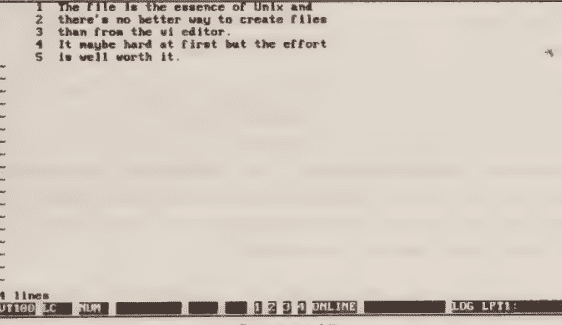 1 The file is the essence of Unix and
2 there's no better way to create files
3 than from the vi editor.
4 It maybe hard at first but the effort
5 is well worth it.
~
~
~
~
~
~
~
~
~
~
~
~
~
~
lines
VT100 LC NUM 1 2 3 4 ONLINE LOG LPT1: